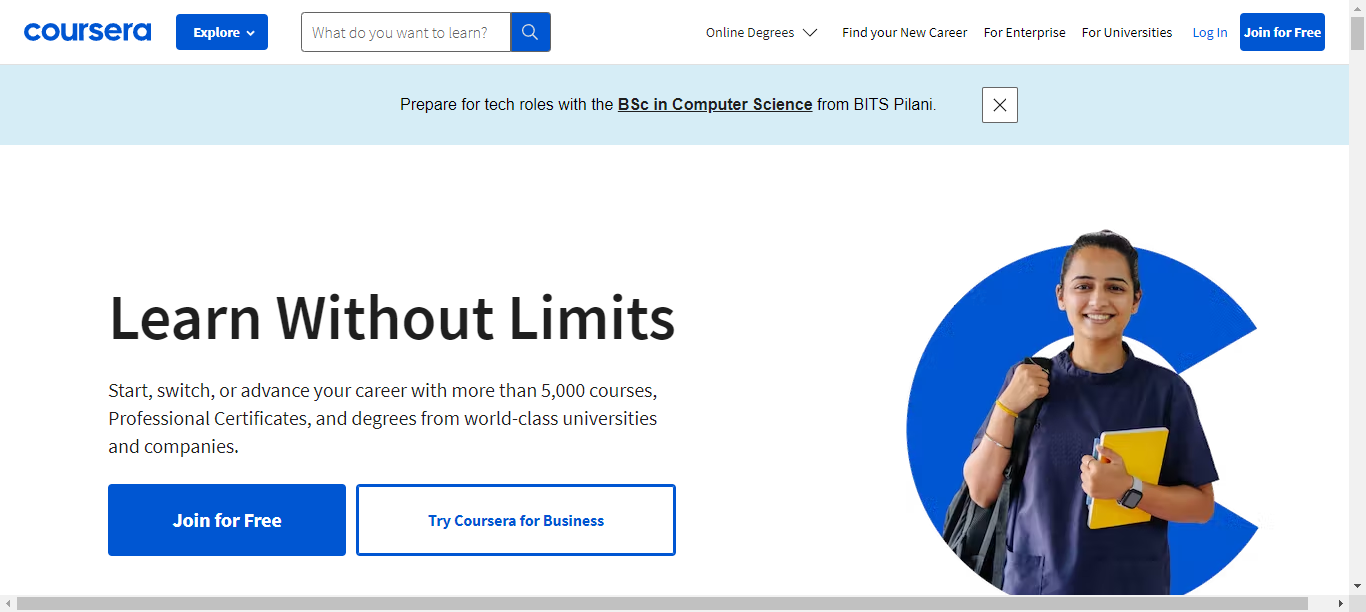 coursera
Explore
What do you want to learn?
Online Degrees
Find your New Career
For Enterprise
For Universities
Log In
Join for Free
Prepare for tech roles with the BSc in Computer Science from BITS Pilani.
Learn Without Limits
Start, switch, or advance your career with more than 5,000 courses,
Professional Certificates, and degrees from world-class universities
and companies.
Join for Free
Try Coursera for Business